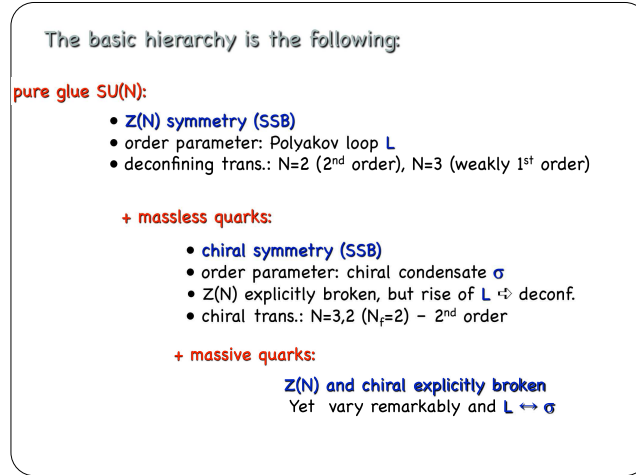 The basic hierarchy is the following:
pure glue SU(N):
• Z(N) symmetry (SSB)
• order parameter: Polyakov loop L
• deconfining trans.: N=2 (2nd order), N=3 (weakly 1st order)
+ massless quarks:
• chiral symmetry (SSB)
• order parameter: chiral condensate σ
• Z(N) explicitly broken, but rise of L ➪ deconf.
• chiral trans.: N=3,2 (Nf=2) – 2nd order
+ massive quarks:
Z(N) and chiral explicitly broken
Yet vary remarkably and L ↔ σ